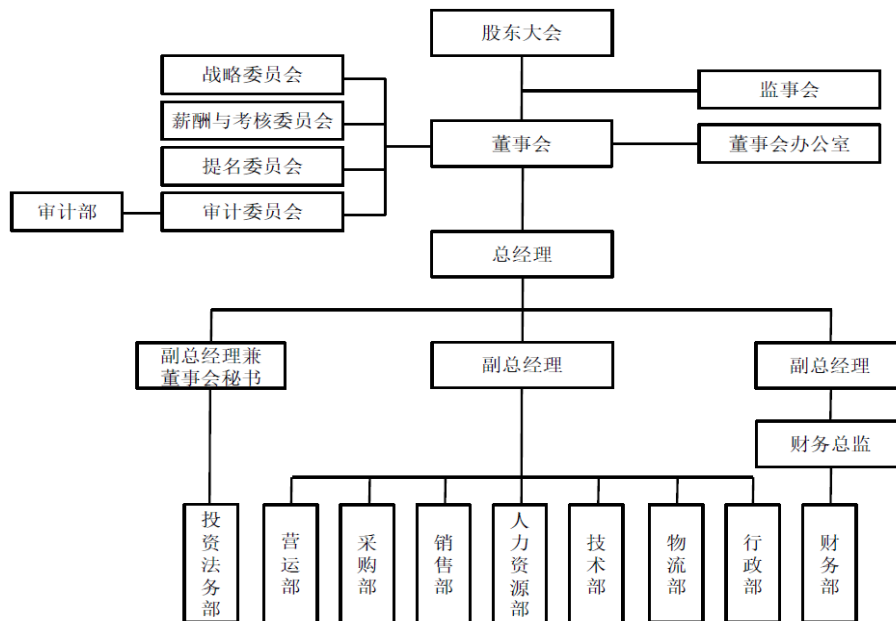 股东大会
战略委员会
监事会
薪酬与考核委员会
董事会
董事会办公室
提名委员会
审计部
审计委员会
总经理
副总经理兼
董事会秘书
副总经理
副总经理
财务总监
投资法务部
营运部
采购部
销售部
人力资源部
技术部
物流部
行政部
财务部